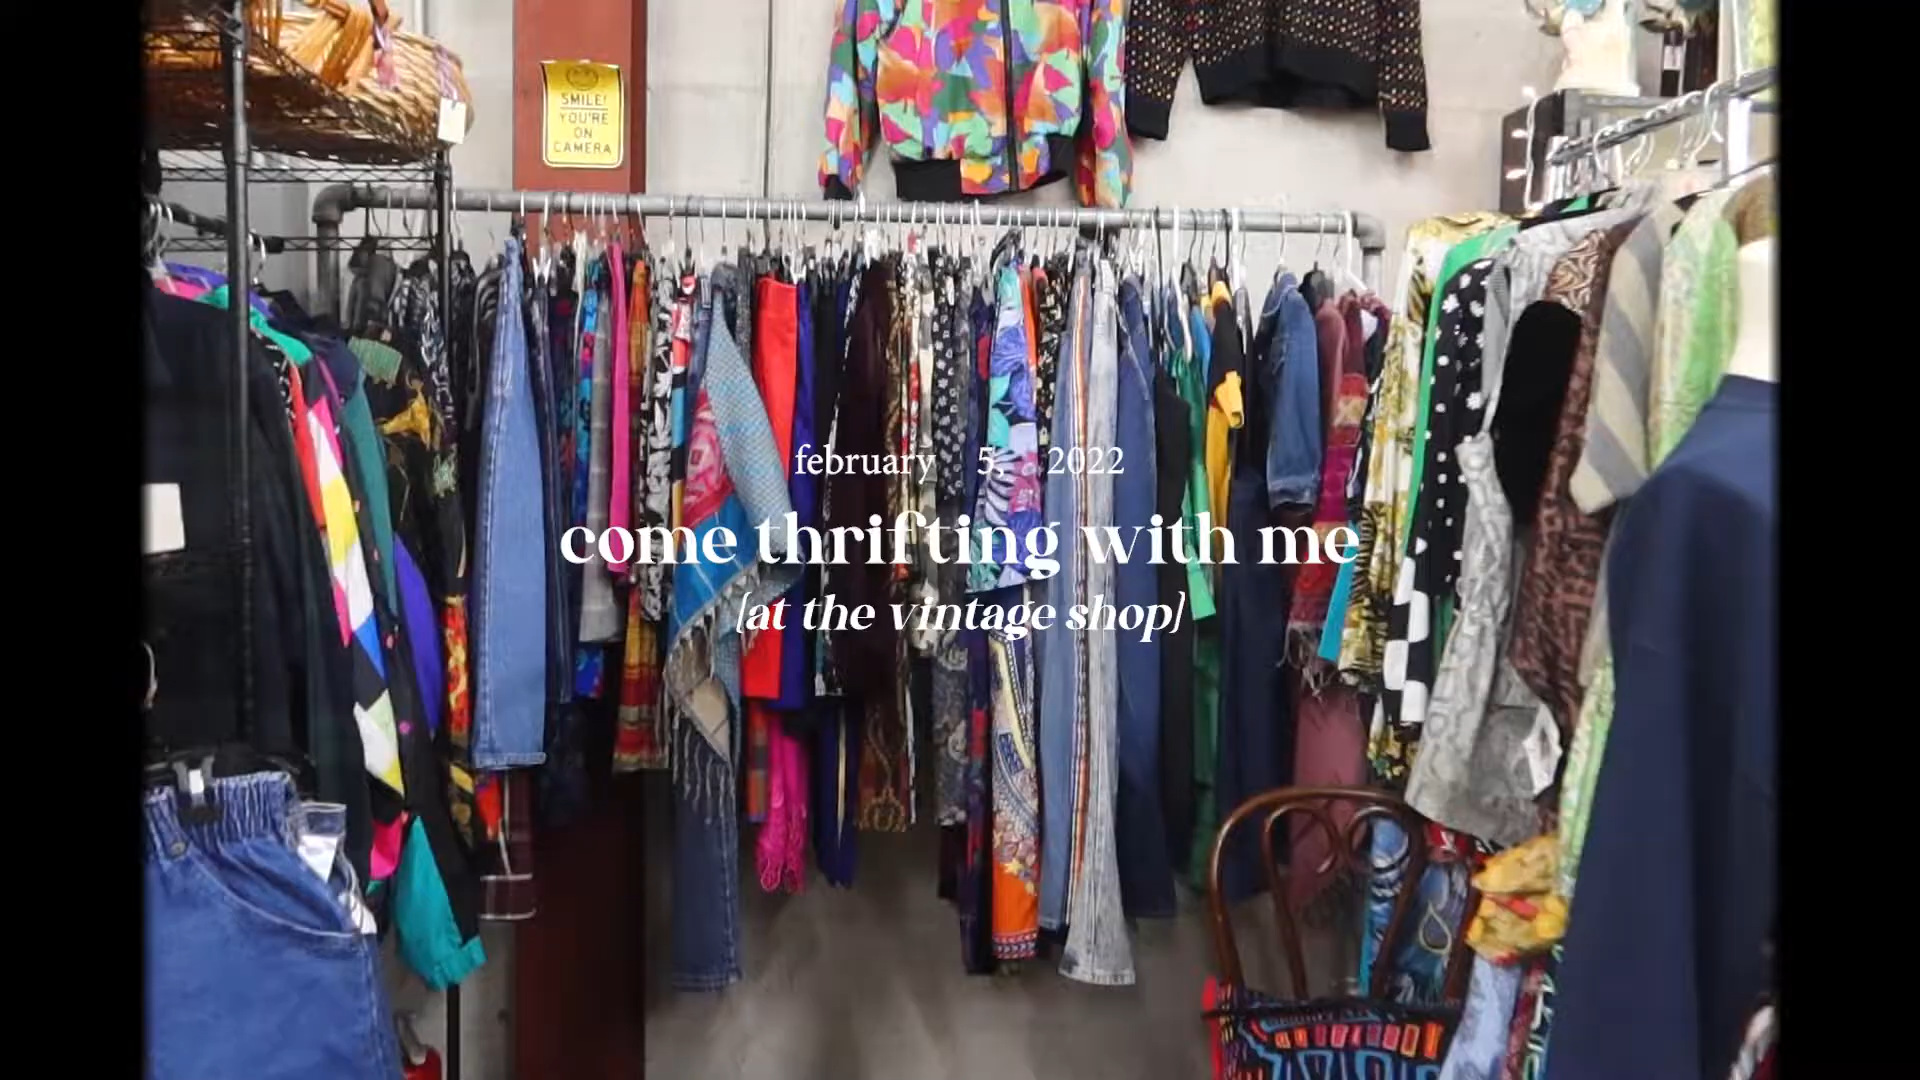 SMILE!
YOU'RE
ON
CAMERA
february 5, 2022
come thrifting with me
[at the vintage shop]